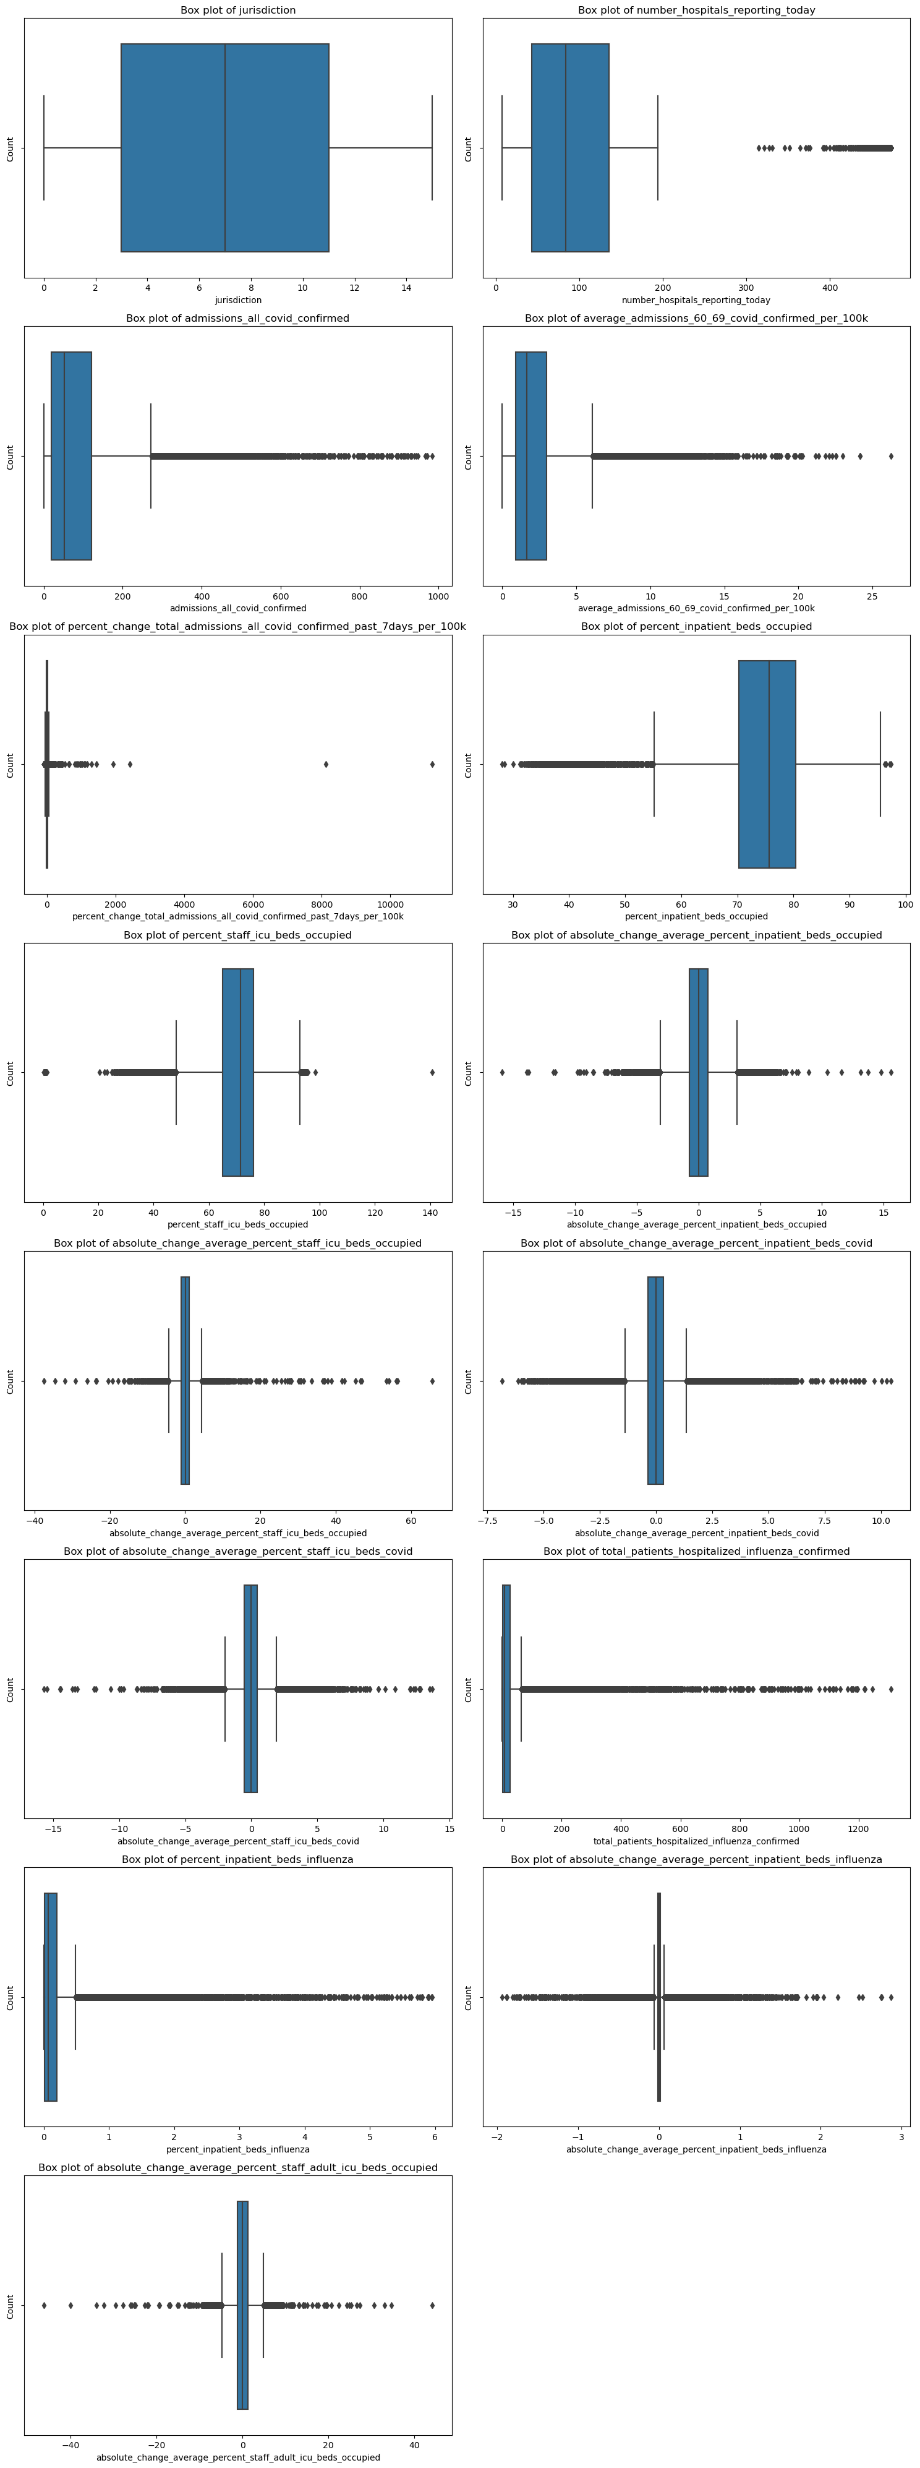 Box plot of jurisdiction
Count
0 2 4 6 8 10 12 14
jurisdiction
Box plot of number_hospitals_reporting_today
Count
0 100 200 300 400
number_hospitals_reporting_today
Box plot of admissions_all_covid_confirmed
Count
0 200 400 600 800 1000
admissions_all_covid_confirmed
Box plot of average_admissions_60_69_covid_confirmed_per_100k
Count
0 5 10 15 20 25
average_admissions_60_69_covid_confirmed_per_100k
Box plot of percent_change_total_admissions_all_covid_confirmed_past_7days_per_100k
Count
0 2000 4000 6000 8000 10000
percent_change_total_admissions_all_covid_confirmed_past_7days_per_100k
Box plot of percent_inpatient_beds_occupied
Count
30 40 50 60 70 80 90 100
percent_inpatient_beds_occupied
Box plot of percent_staff_icu_beds_occupied
Count
0 20 40 60 80 100 120 140
percent_staff_icu_beds_occupied
Box plot of absolute_change_average_percent_inpatient_beds_occupied
Count
−15 −10 −5 0 5 10 15
absolute_change_average_percent_inpatient_beds_occupied
Box plot of absolute_change_average_percent_staff_icu_beds_occupied
Count
−40 −20 0 20 40 60
absolute_change_average_percent_staff_icu_beds_occupied
Box plot of absolute_change_average_percent_inpatient_beds_covid
Count
−7.5 −5.0 −2.5 0.0 2.5 5.0 7.5 10.0
absolute_change_average_percent_inpatient_beds_covid
Box plot of absolute_change_average_percent_staff_icu_beds_covid
Count
−15 −10 −5 0 5 10 15
absolute_change_average_percent_staff_icu_beds_covid
Box plot of total_patients_hospitalized_influenza_confirmed
Count
0 200 400 600 800 1000 1200
total_patients_hospitalized_influenza_confirmed
Box plot of percent_inpatient_beds_influenza
Count
0 1 2 3 4 5 6
percent_inpatient_beds_influenza
Box plot of absolute_change_average_percent_inpatient_beds_influenza
Count
−2 −1 0 1 2 3
absolute_change_average_percent_inpatient_beds_influenza
Box plot of absolute_change_average_percent_staff_adult_icu_beds_occupied
Count
−40 −20 0 20 40
absolute_change_average_percent_staff_adult_icu_beds_occupied